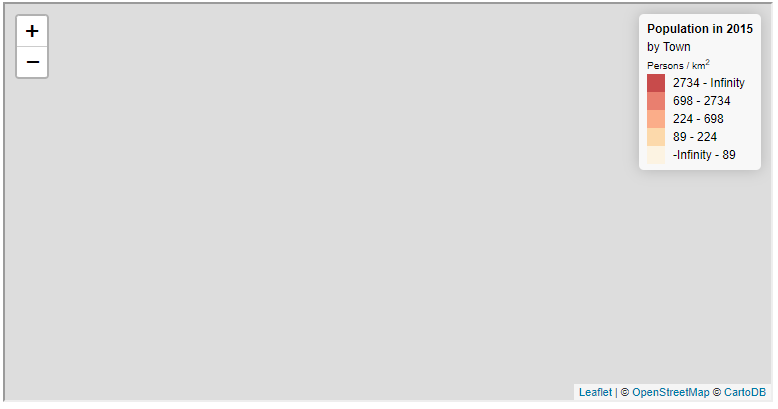 +
−
Population in 2015
by Town
Persons / km²
2734 - Infinity
698 - 2734
224 - 698
89 - 224
-Infinity - 89
Leaflet | © OpenStreetMap © CartoDB